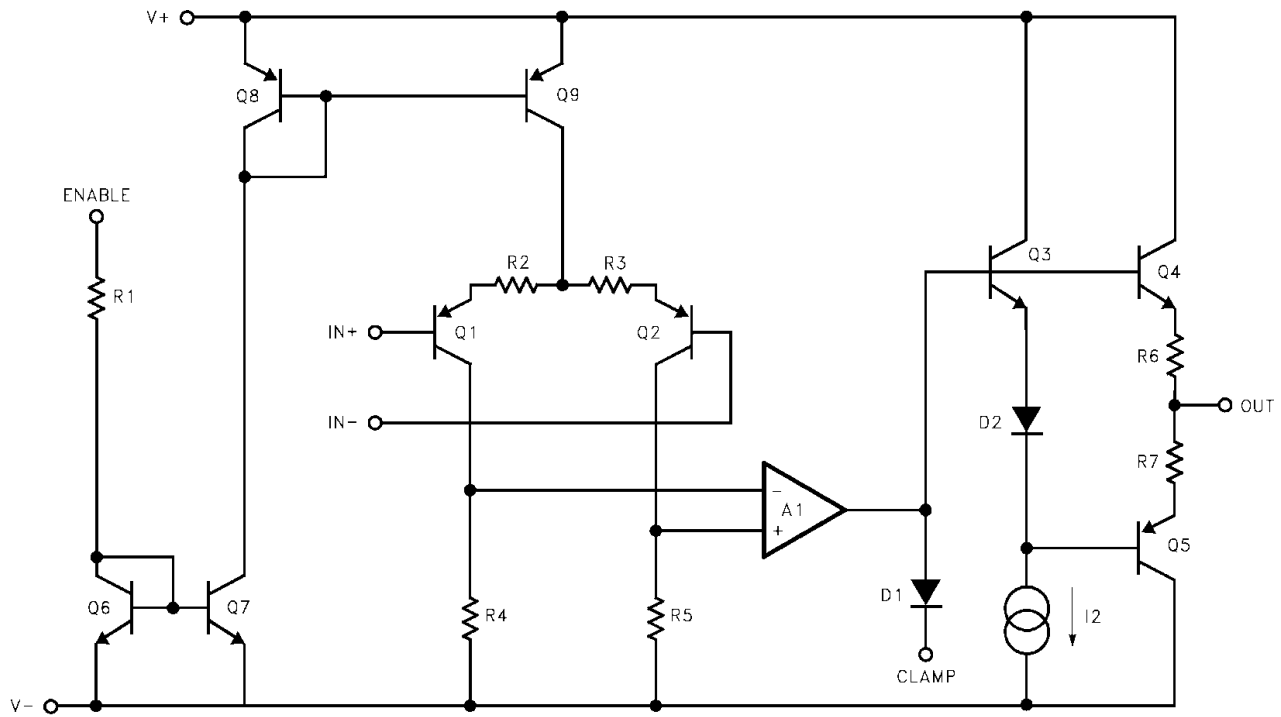 V+
Q8
Q9
ENABLE
R1
R2
R3
Q3
Q4
IN+
Q1
Q2
R6
IN-
OUT
D2
R7
-
A1
+
Q5
Q6
Q7
R4
R5
D1
I2
CLAMP
V-